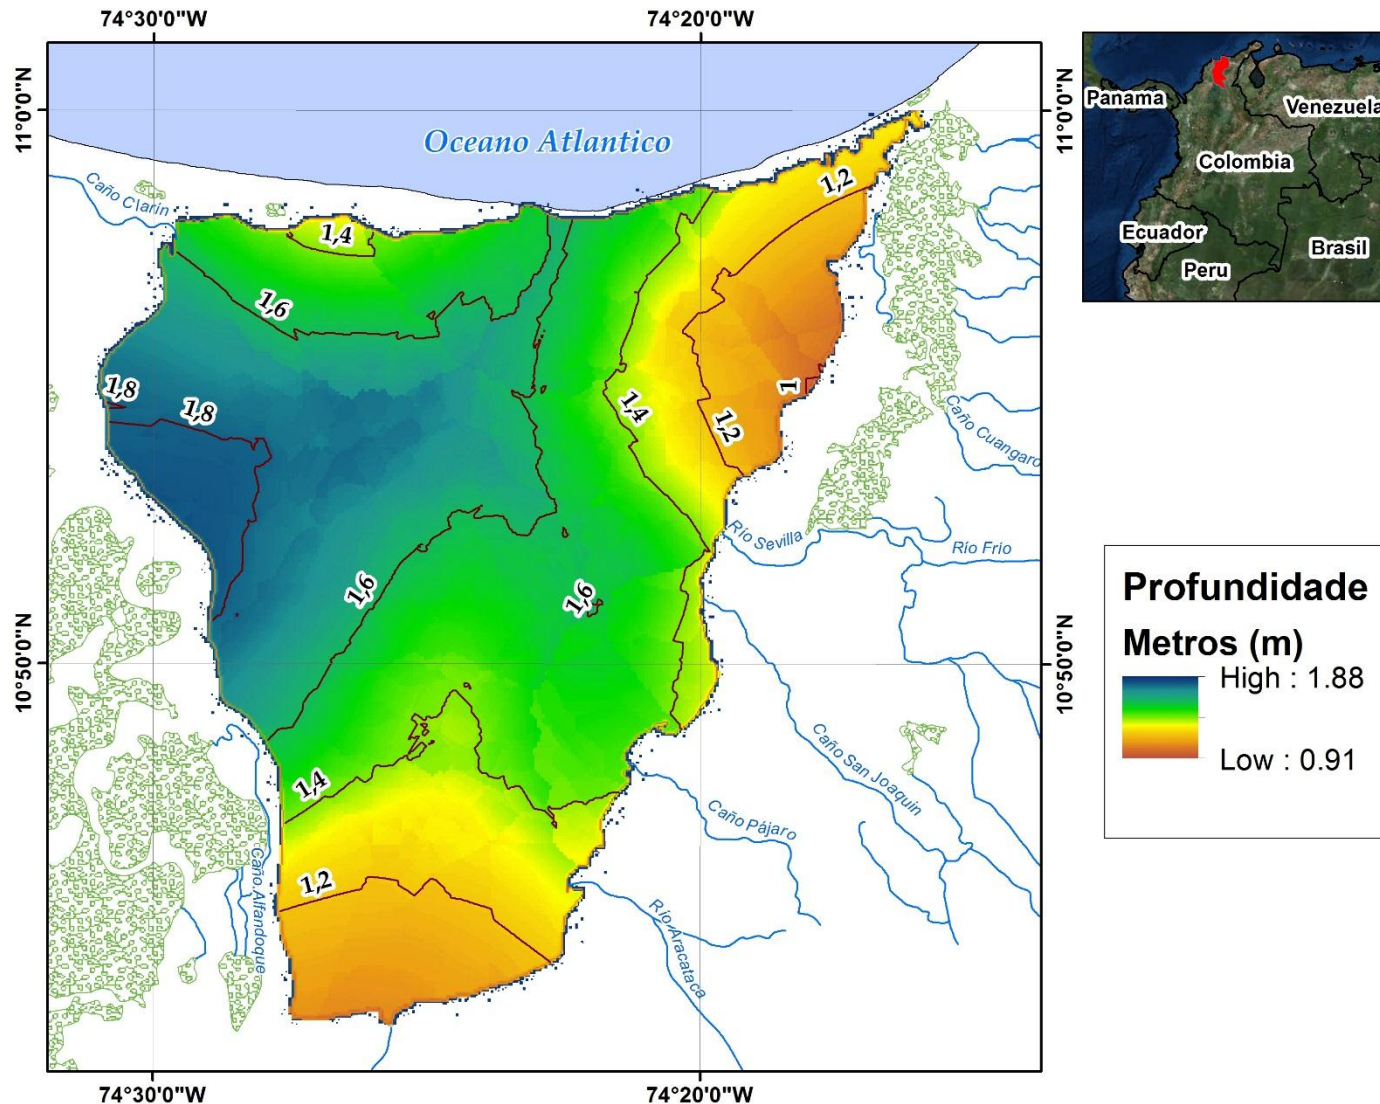 74°30'0"W
74°20'0"W
11°0'0"N
11°0'0"N
Oceano Atlantico
Caño Clarín
1,2
1,4
1,6
1,8
1,8
1,4
1,2
1
Caño Cuangaro
Río Sevilla
Río Frio
1,6
1,6
10°50'0"N
10°50'0"N
Caño San Joaquin
Caño Pájaro
1,4
1,2
Caño Alfandoque
Río Aracataca
74°30'0"W
74°20'0"W
Panama
Venezuela
Colombia
Ecuador
Peru
Brasil
Profundidade
Metros (m)
High : 1.88
Low : 0.91